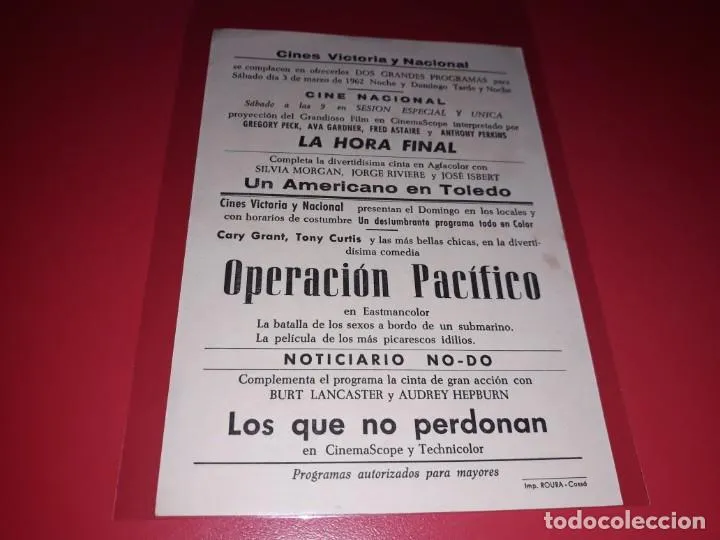 Cines Victoria y Nacional
se complacen en ofrecerles DOS GRANDES PROGRAMAS para
Sábado día 3 de marzo de 1962 Noche y Domingo Tarde y Noche
CINE NACIONAL
Sábado a las 9 en SESION ESPECIAL Y UNICA
proyección del Grandioso Film en CinemaScope interpretado por
GREGORY PECK, AVA GARDNER, FRED ASTAIRE y ANTHONY PERKINS
LA HORA FINAL
Completa la divertidísima cinta en Agfacolor con
SILVIA MORGAN, JORGE RIVIERE y JOSÉ ISBERT
Un Americano en Toledo
Cines Victoria y Nacional presentan el Domingo en los locales y
con horarios de costumbre Un deslumbrante programa todo en Color
Cary Grant, Tony Curtis y las más bellas chicas, en la diverti-
dísima comedia
Operación Pacífico
en Eastmancolor
La batalla de los sexos a bordo de un submarino.
La película de los más picarescos idilios.
NOTICIARIO NO-DO
Complementa el programa la cinta de gran acción con
BURT LANCASTER y AUDREY HEPBURN
Los que no perdonan
en CinemaScope y Technicolor
Programas autorizados para mayores
Imp. ROURA - Cassá
todocoleccion.net